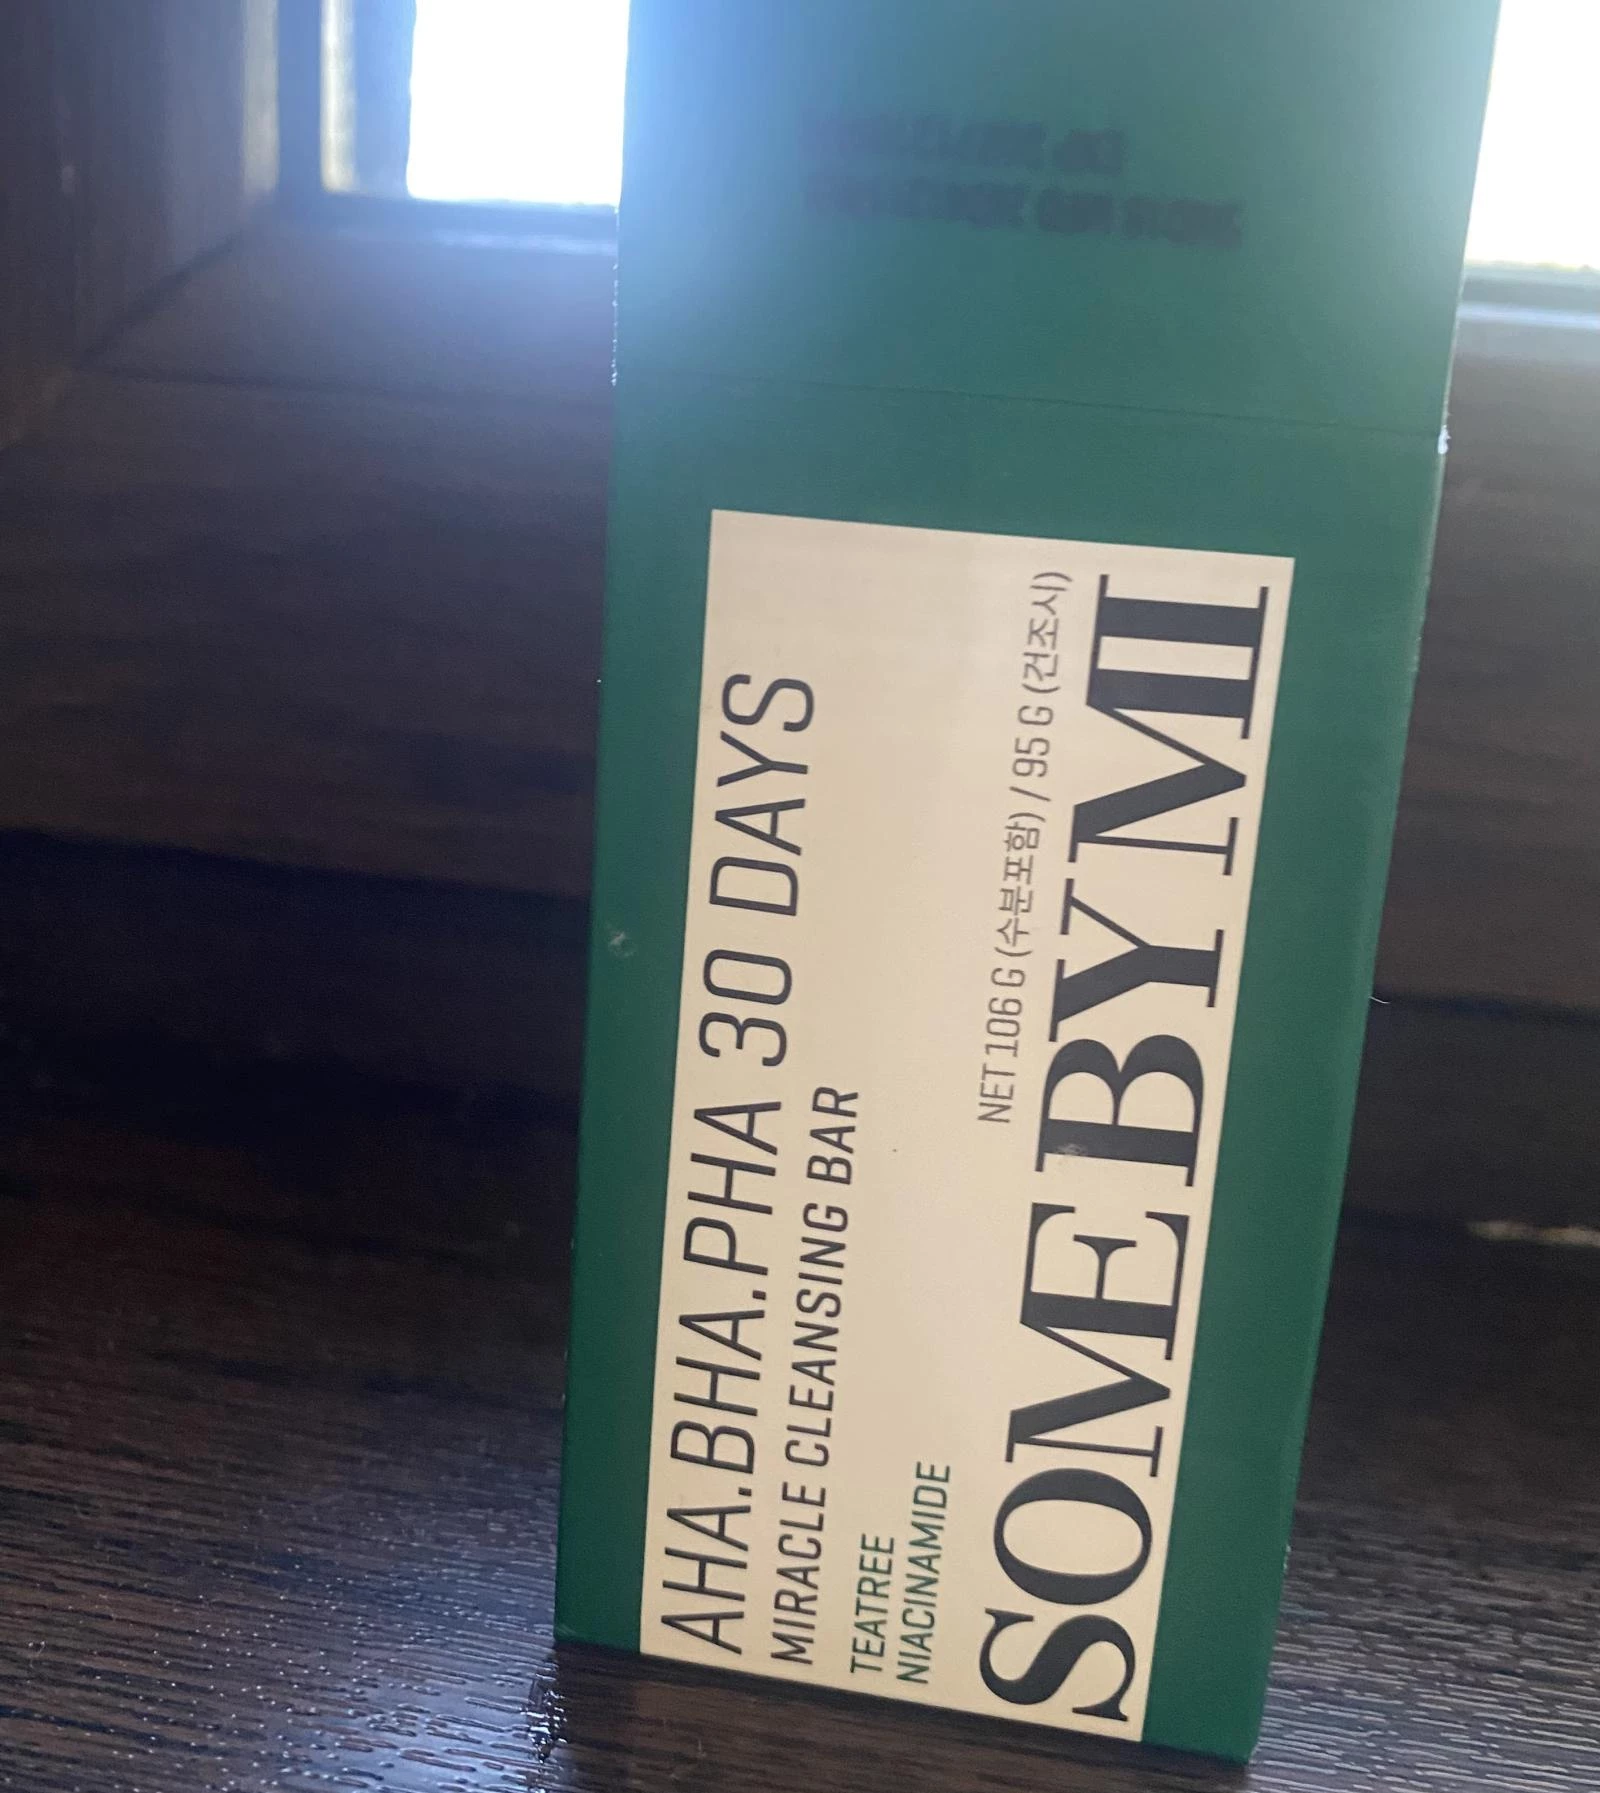 AHA.BHA.PHA 30 DAYS
MIRACLE CLEANSING BAR
TEATREE
NIACINAMIDE
NET 106 G (수분포함) / 95 G (건조시)
SOME BY MI